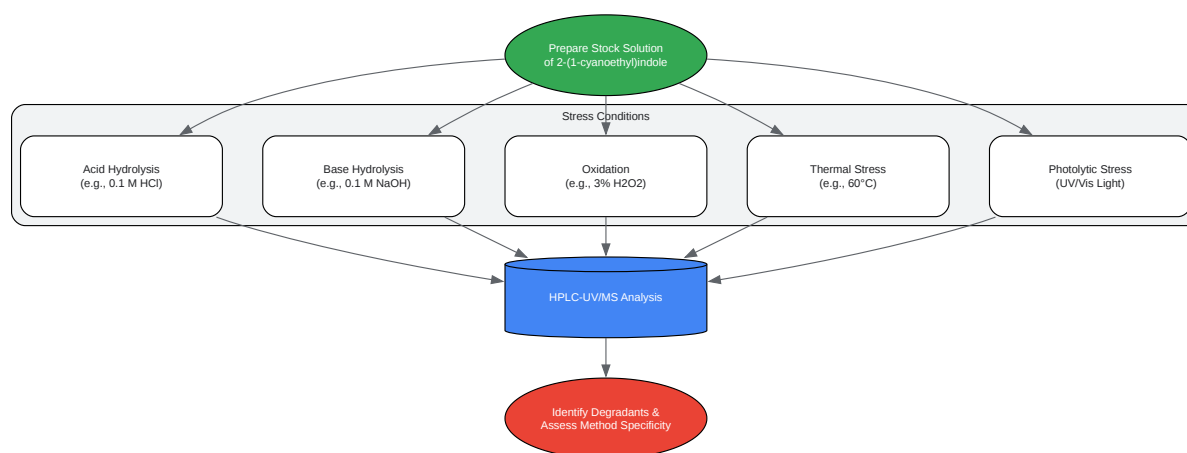 Prepare Stock Solution
of 2-(1-cyanoethyl)indole
Stress Conditions
Acid Hydrolysis
(e.g., 0.1 M HCl)
Base Hydrolysis
(e.g., 0.1 M NaOH)
Oxidation
(e.g., 3% H2O2)
Thermal Stress
(e.g., 60°C)
Photolytic Stress
(UV/Vis Light)
HPLC-UV/MS Analysis
Identify Degradants &
Assess Method Specificity